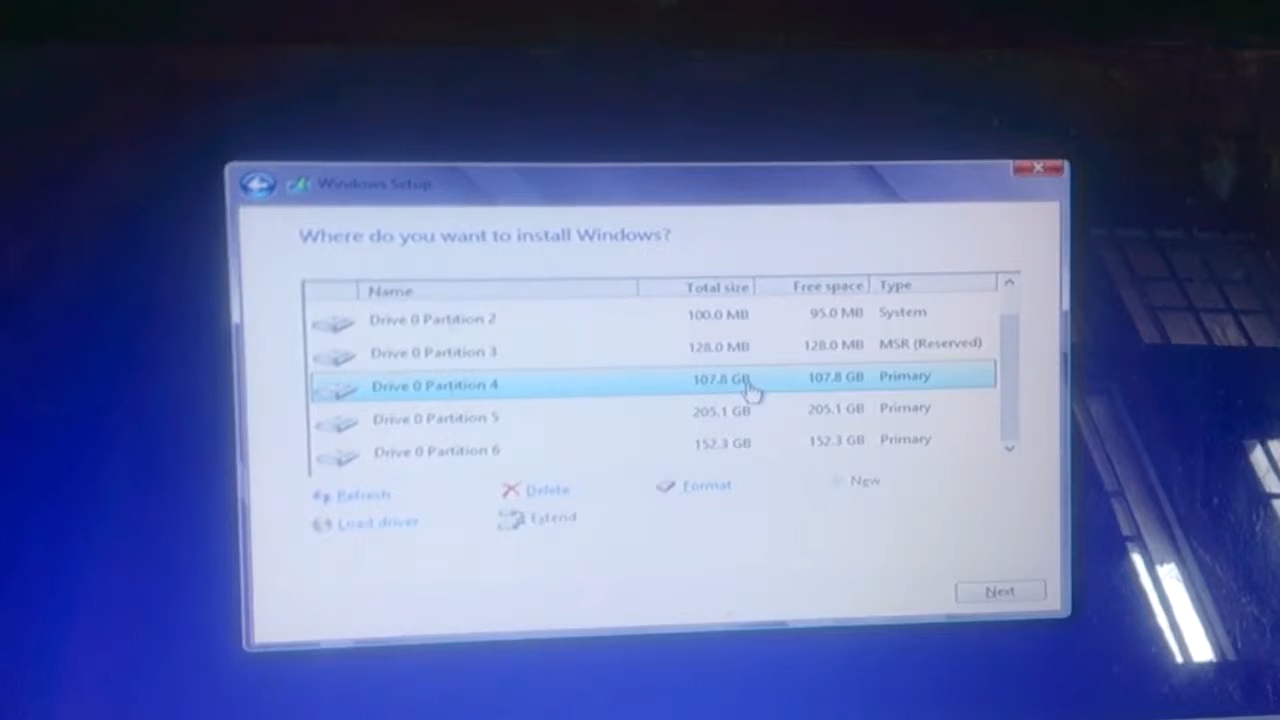 Windows Setup
Where do you want to install Windows?
Name Total size Free space Type
Drive 0 Partition 2 100.0 MB 95.0 MB System
Drive 0 Partition 3 128.0 MB 128.0 MB MSR (Reserved)
Drive 0 Partition 4 107.8 GB 107.8 GB Primary
Drive 0 Partition 5 205.1 GB 205.1 GB Primary
Drive 0 Partition 6 152.3 GB 152.3 GB Primary
Refresh Delete Format New
Load driver Extend
Next